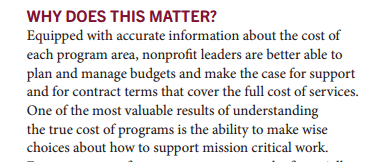 WHY DOES THIS MATTER?
Equipped with accurate information about the cost of
each program area, nonprofit leaders are better able to
plan and manage budgets and make the case for support
and for contract terms that cover the full cost of services.
One of the most valuable results of understanding
the true cost of programs is the ability to make wise
choices about how to support mission critical work.